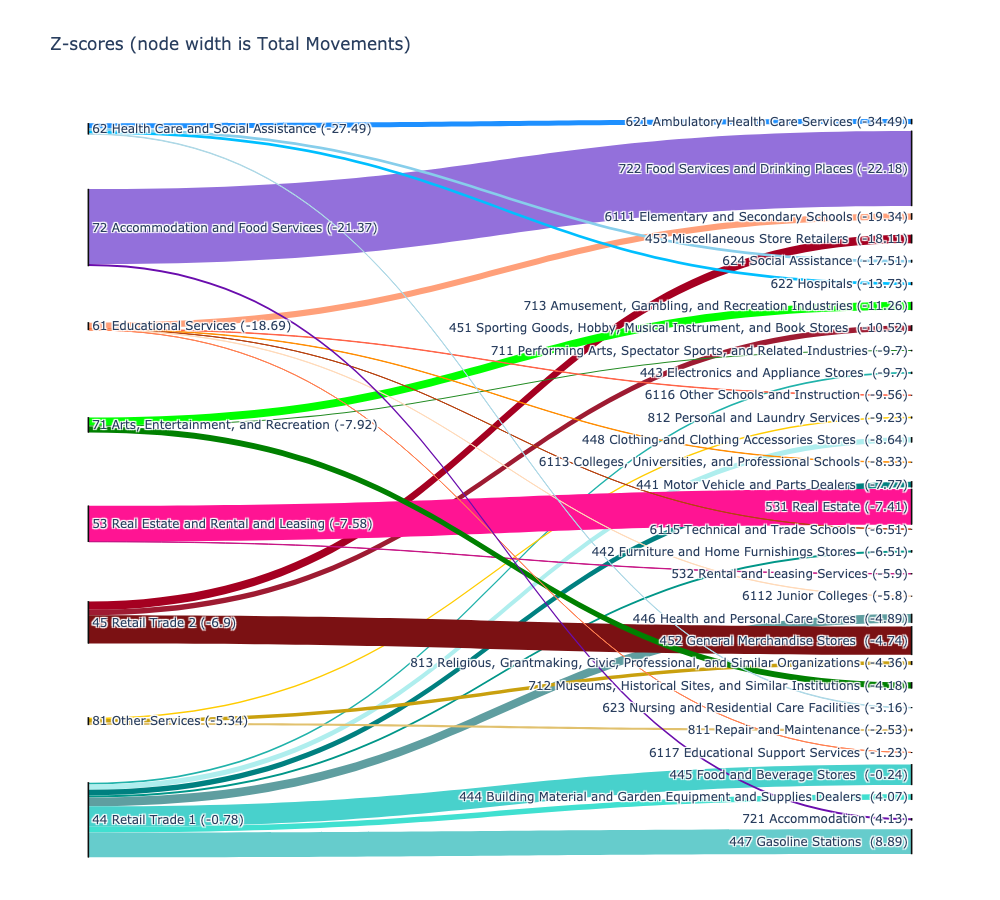 Z-scores (node width is Total Movements)
62 Health Care and Social Assistance (-27.49)
72 Accommodation and Food Services (-21.37)
61 Educational Services (-18.69)
71 Arts, Entertainment, and Recreation (-7.92)
53 Real Estate and Rental and Leasing (-7.58)
45 Retail Trade 2 (-6.9)
81 Other Services (-5.34)
44 Retail Trade 1 (-0.78)
621 Ambulatory Health Care Services (-34.49)
722 Food Services and Drinking Places (-22.18)
6111 Elementary and Secondary Schools (-19.34)
453 Miscellaneous Store Retailers (-18.11)
624 Social Assistance (-17.51)
622 Hospitals (-13.73)
713 Amusement, Gambling, and Recreation Industries (-11.26)
451 Sporting Goods, Hobby, Musical Instrument, and Book Stores (-10.52)
711 Performing Arts, Spectator Sports, and Related Industries (-9.7)
443 Electronics and Appliance Stores (-9.7)
6116 Other Schools and Instruction (-9.56)
812 Personal and Laundry Services (-9.23)
448 Clothing and Clothing Accessories Stores (-8.64)
6113 Colleges, Universities, and Professional Schools (-8.33)
441 Motor Vehicle and Parts Dealers (-7.77)
531 Real Estate (-7.41)
6115 Technical and Trade Schools (-6.51)
442 Furniture and Home Furnishings Stores (-6.51)
532 Rental and Leasing Services (-5.9)
6112 Junior Colleges (-5.8)
446 Health and Personal Care Stores (-4.89)
452 General Merchandise Stores (-4.74)
813 Religious, Grantmaking, Civic, Professional, and Similar Organizations (-4.36)
712 Museums, Historical Sites, and Similar Institutions (-4.18)
623 Nursing and Residential Care Facilities (-3.16)
811 Repair and Maintenance (-2.53)
6117 Educational Support Services (-1.23)
445 Food and Beverage Stores (-0.24)
444 Building Material and Garden Equipment and Supplies Dealers (4.07)
721 Accommodation (4.13)
447 Gasoline Stations (8.89)